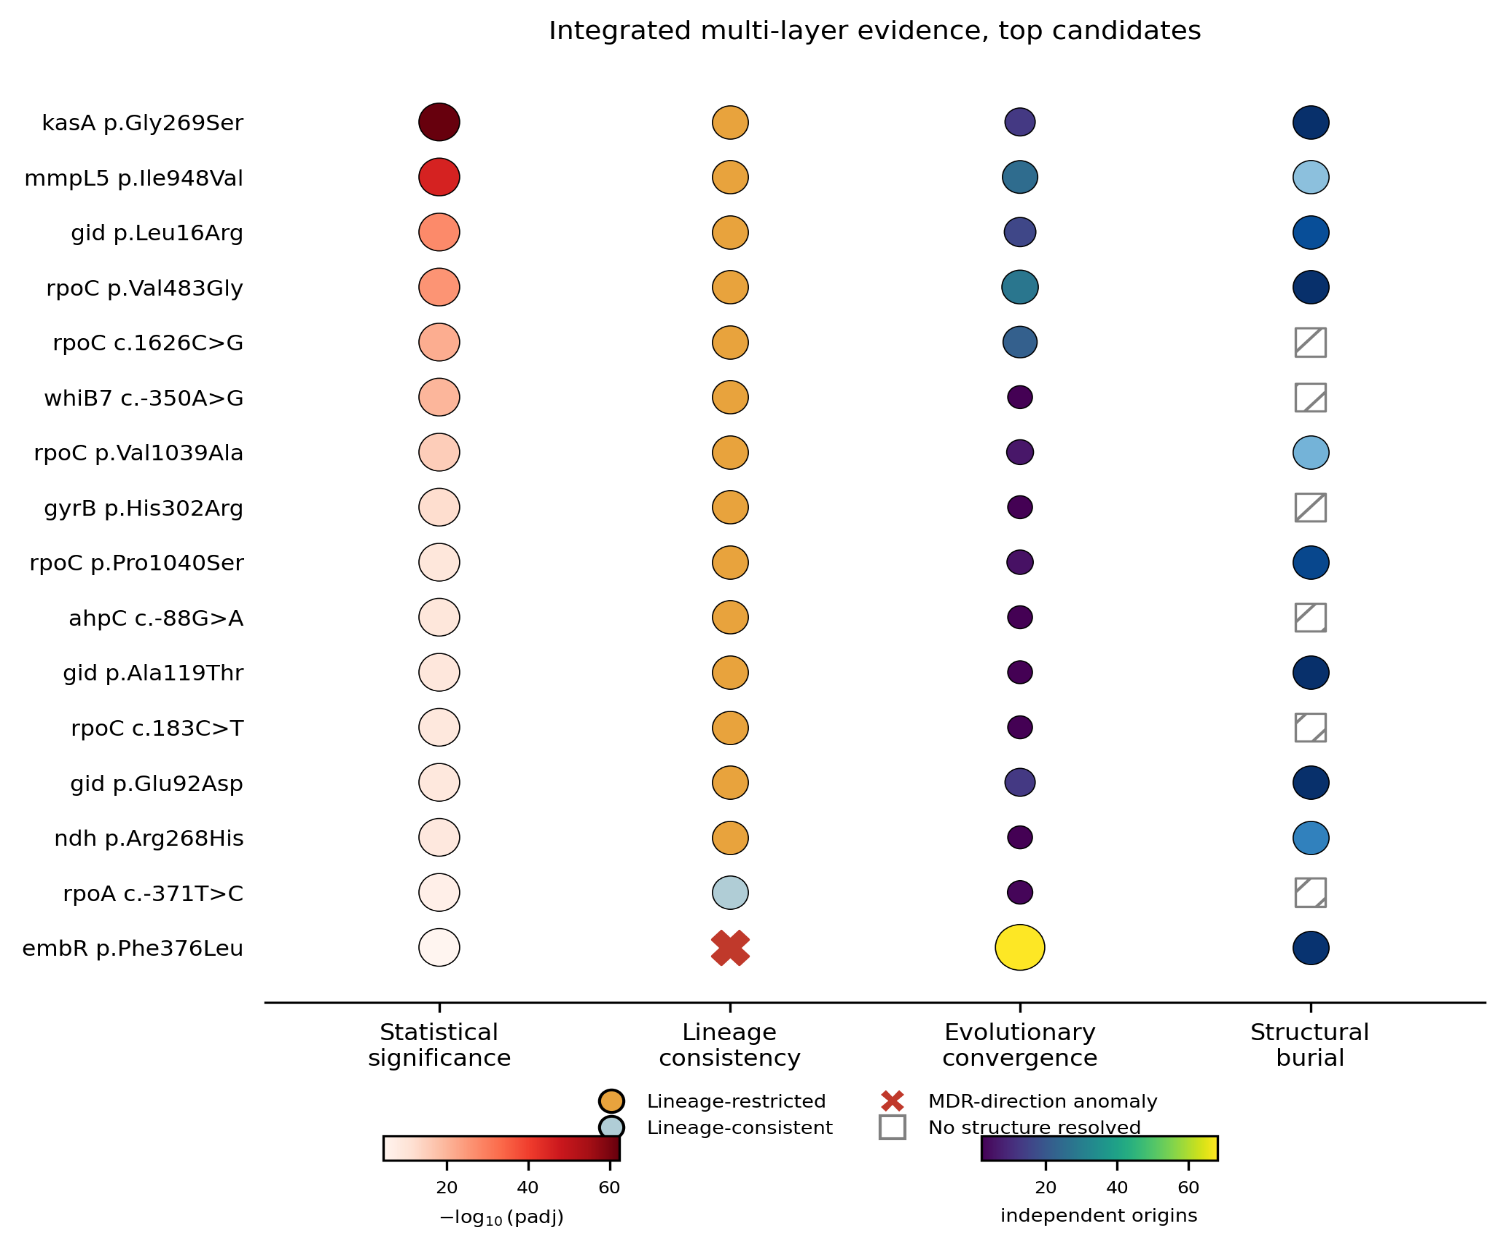 Integrated multi-layer evidence, top candidates
kasA p.Gly269Ser
mmpL5 p.Ile948Val
gid p.Leu16Arg
rpoC p.Val483Gly
rpoC c.1626C>G
whiB7 c.-350A>G
rpoC p.Val1039Ala
gyrB p.His302Arg
rpoC p.Pro1040Ser
ahpC c.-88G>A
gid p.Ala119Thr
rpoC c.183C>T
gid p.Glu92Asp
ndh p.Arg268His
rpoA c.-371T>C
embR p.Phe376Leu
Statistical
significance
Lineage
consistency
Evolutionary
convergence
Structural
burial
Lineage-restricted
Lineage-consistent
MDR-direction anomaly
No structure resolved
20 40 60
−log₁₀ (padj)
20 40 60
independent origins